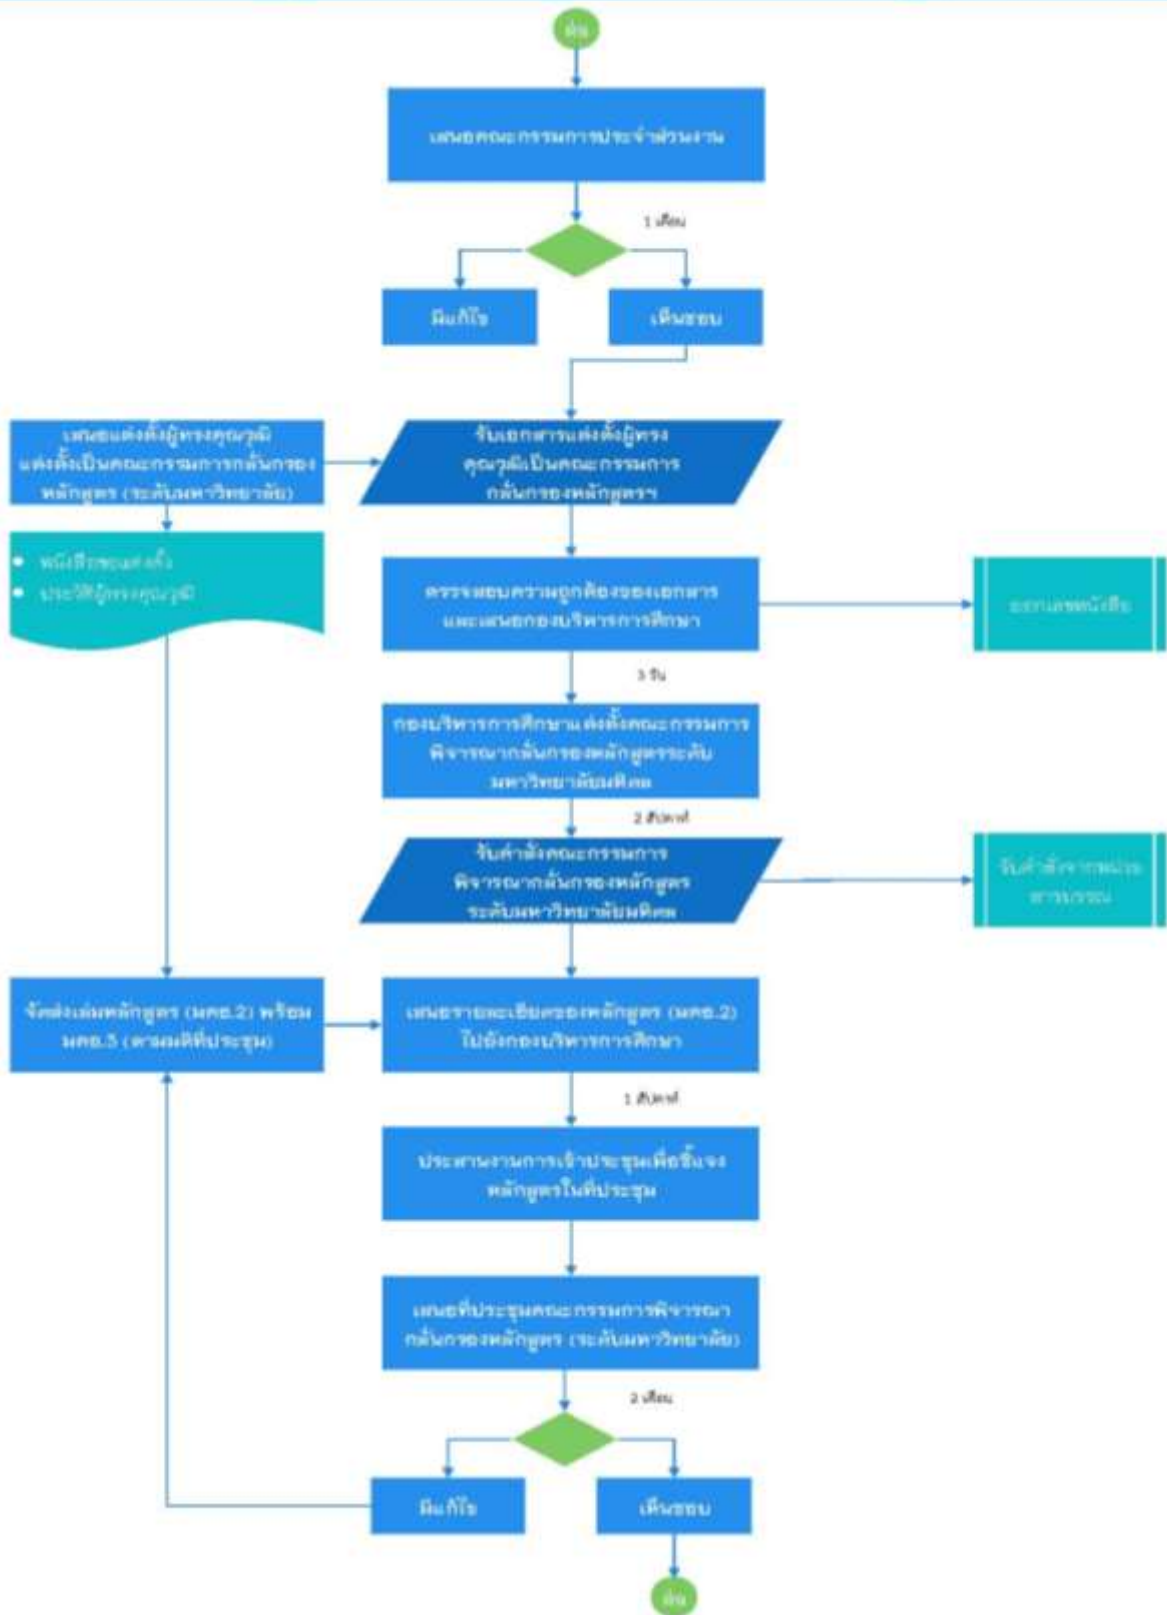 เสนอคณะกรรมการประจำส่วนงาน
1 เดือน
มีแก้ไข
เห็นชอบ
เสนอแต่งตั้งผู้ทรงคุณวุฒิ
แต่งตั้งเป็นคณะกรรมการกลั่นกรอง
หลักสูตร (ระดับมหาวิทยาลัย)
รับเอกสารแต่งตั้งผู้ทรง
คุณวุฒิเป็นคณะกรรมการ
กลั่นกรองหลักสูตรฯ
หนังสือขอแต่งตั้ง
ประวัติผู้ทรงคุณวุฒิ
ตรวจสอบความถูกต้องของเอกสาร
และเสนอกองบริหารการศึกษา
ออกเลขหนังสือ
3 วัน
กองบริหารการศึกษาแต่งตั้งคณะกรรมการ
พิจารณากลั่นกรองหลักสูตรระดับ
มหาวิทยาลัยมหิดล
2 สัปดาห์
รับคำสั่งคณะกรรมการ
พิจารณากลั่นกรองหลักสูตร
ระดับมหาวิทยาลัยมหิดล
รับคำสั่งจากหน่วย
สารบรรณ
จัดส่งเล่มหลักสูตร (มคอ.2) พร้อม
มคอ.3 (ตามมติที่ประชุม)
เสนอรายละเอียดของหลักสูตร (มคอ.2)
ไปยังกองบริหารการศึกษา
1 สัปดาห์
ประสานงานการเข้าประชุมเพื่อชี้แจง
หลักสูตรในที่ประชุม
เสนอที่ประชุมคณะกรรมการพิจารณา
กลั่นกรองหลักสูตร (ระดับมหาวิทยาลัย)
2 เดือน
มีแก้ไข
เห็นชอบ